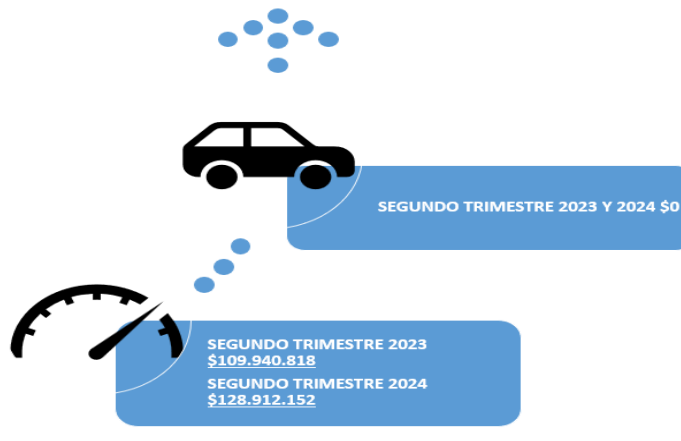 SEGUNDO TRIMESTRE 2023 Y 2024 $0
SEGUNDO TRIMESTRE 2023
$109.940.818
SEGUNDO TRIMESTRE 2024
$128.912.152